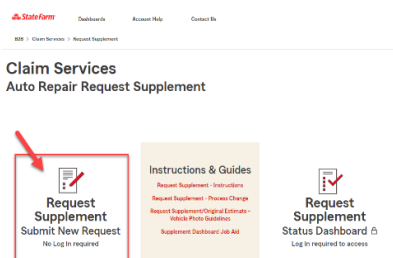 State Farm
Dashboards Account Help Contact Us
B2B > Claim Services > Request Supplement
Claim Services
Auto Repair Request Supplement
Request
Supplement
Submit New Request
No Log In required
Instructions & Guides
Request Supplement - Instructions
Request Supplement - Process Change
Request Supplement/Original Estimate -
Vehicle Photo Guidelines
Supplement Dashboard Job Aid
Request
Supplement
Status Dashboard
Log in required to access